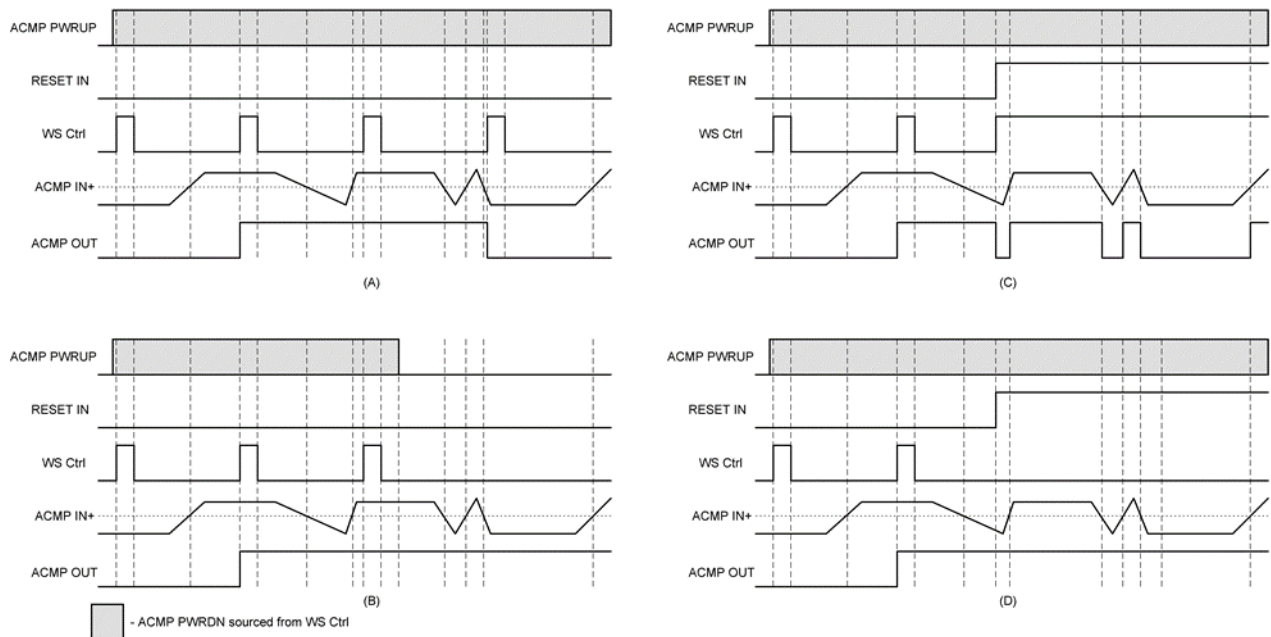 ACMP PWRUP
RESET IN
WS Ctrl
ACMP IN+
ACMP OUT
(A)
ACMP PWRUP
RESET IN
WS Ctrl
ACMP IN+
ACMP OUT
(C)
ACMP PWRUP
RESET IN
WS Ctrl
ACMP IN+
ACMP OUT
(B)
ACMP PWRUP
RESET IN
WS Ctrl
ACMP IN+
ACMP OUT
(D)
- ACMP PWRDN sourced from WS Ctrl